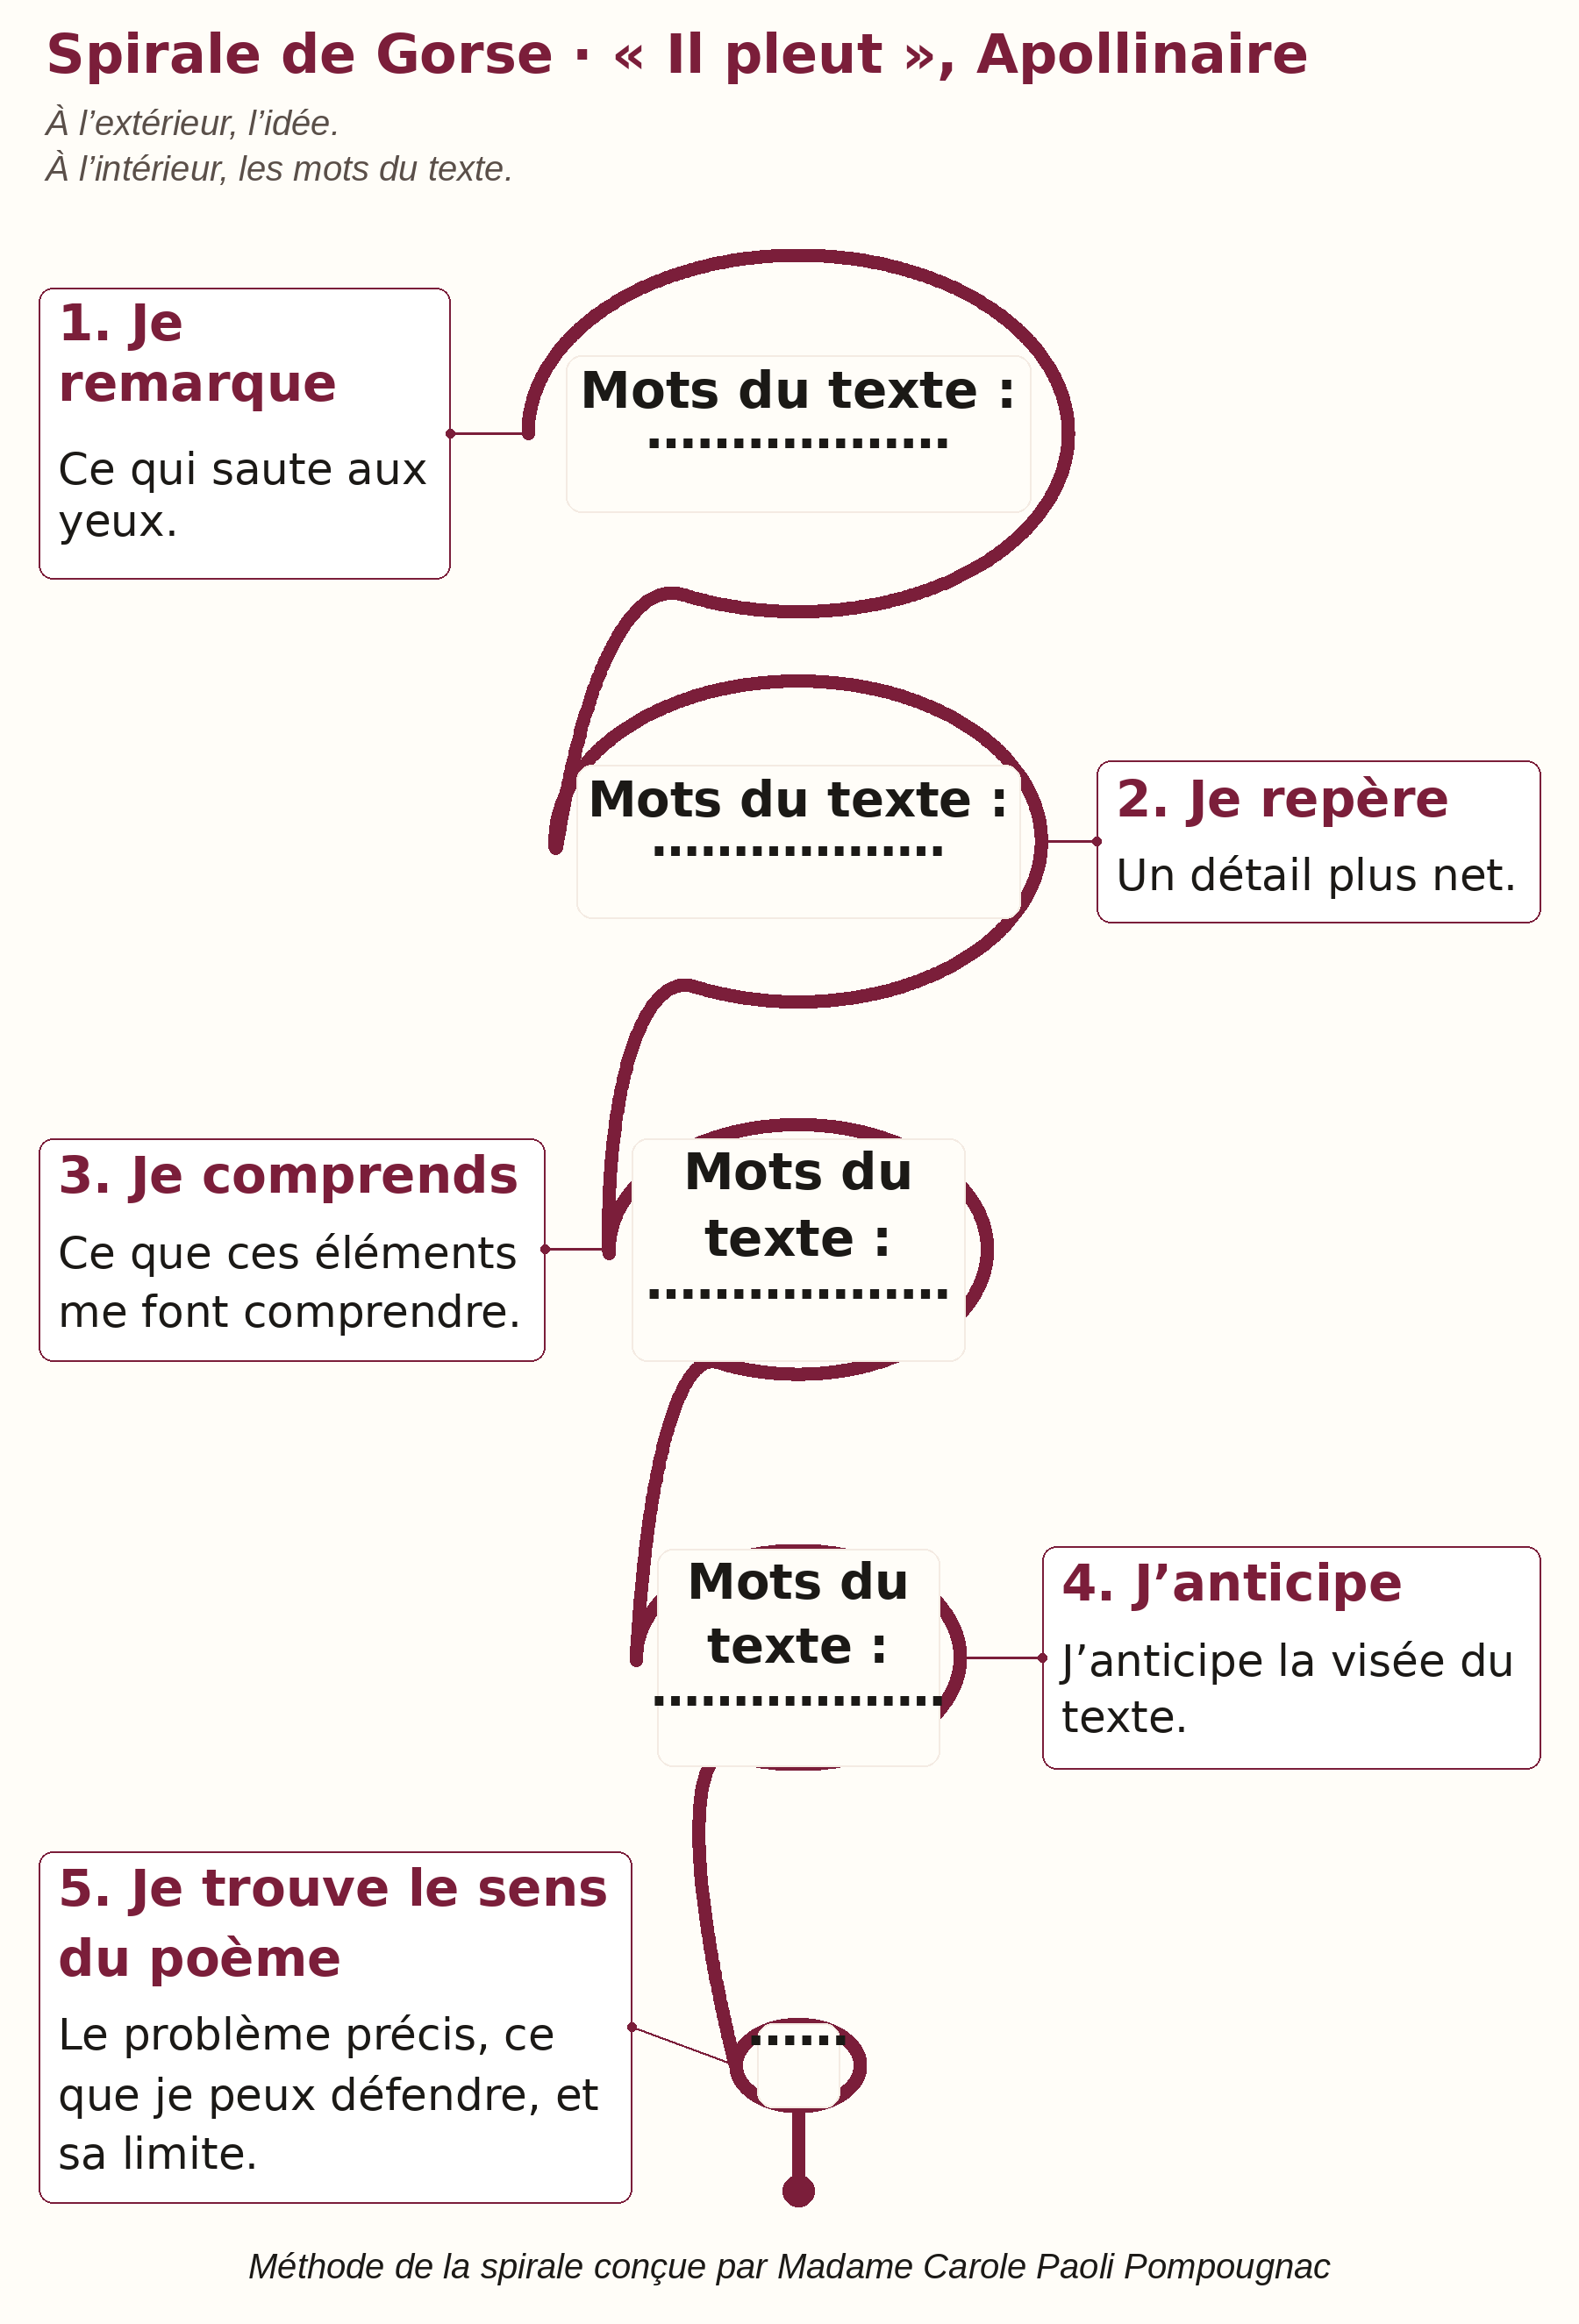 Spirale de Gorse · « Il pleut », Apollinaire
À l’extérieur, l’idée.
À l’intérieur, les mots du texte.
1. Je
remarque
Ce qui saute aux
yeux.
Mots du texte :
..................
Mots du texte :
..................
2. Je repère
Un détail plus net.
3. Je comprends
Ce que ces éléments
me font comprendre.
Mots du
texte :
..................
Mots du
texte :
..................
4. J’anticipe
J’anticipe la visée du
texte.
5. Je trouve le sens
du poème
Le problème précis, ce
que je peux défendre, et
sa limite.
......
Méthode de la spirale conçue par Madame Carole Paoli Pompougnac